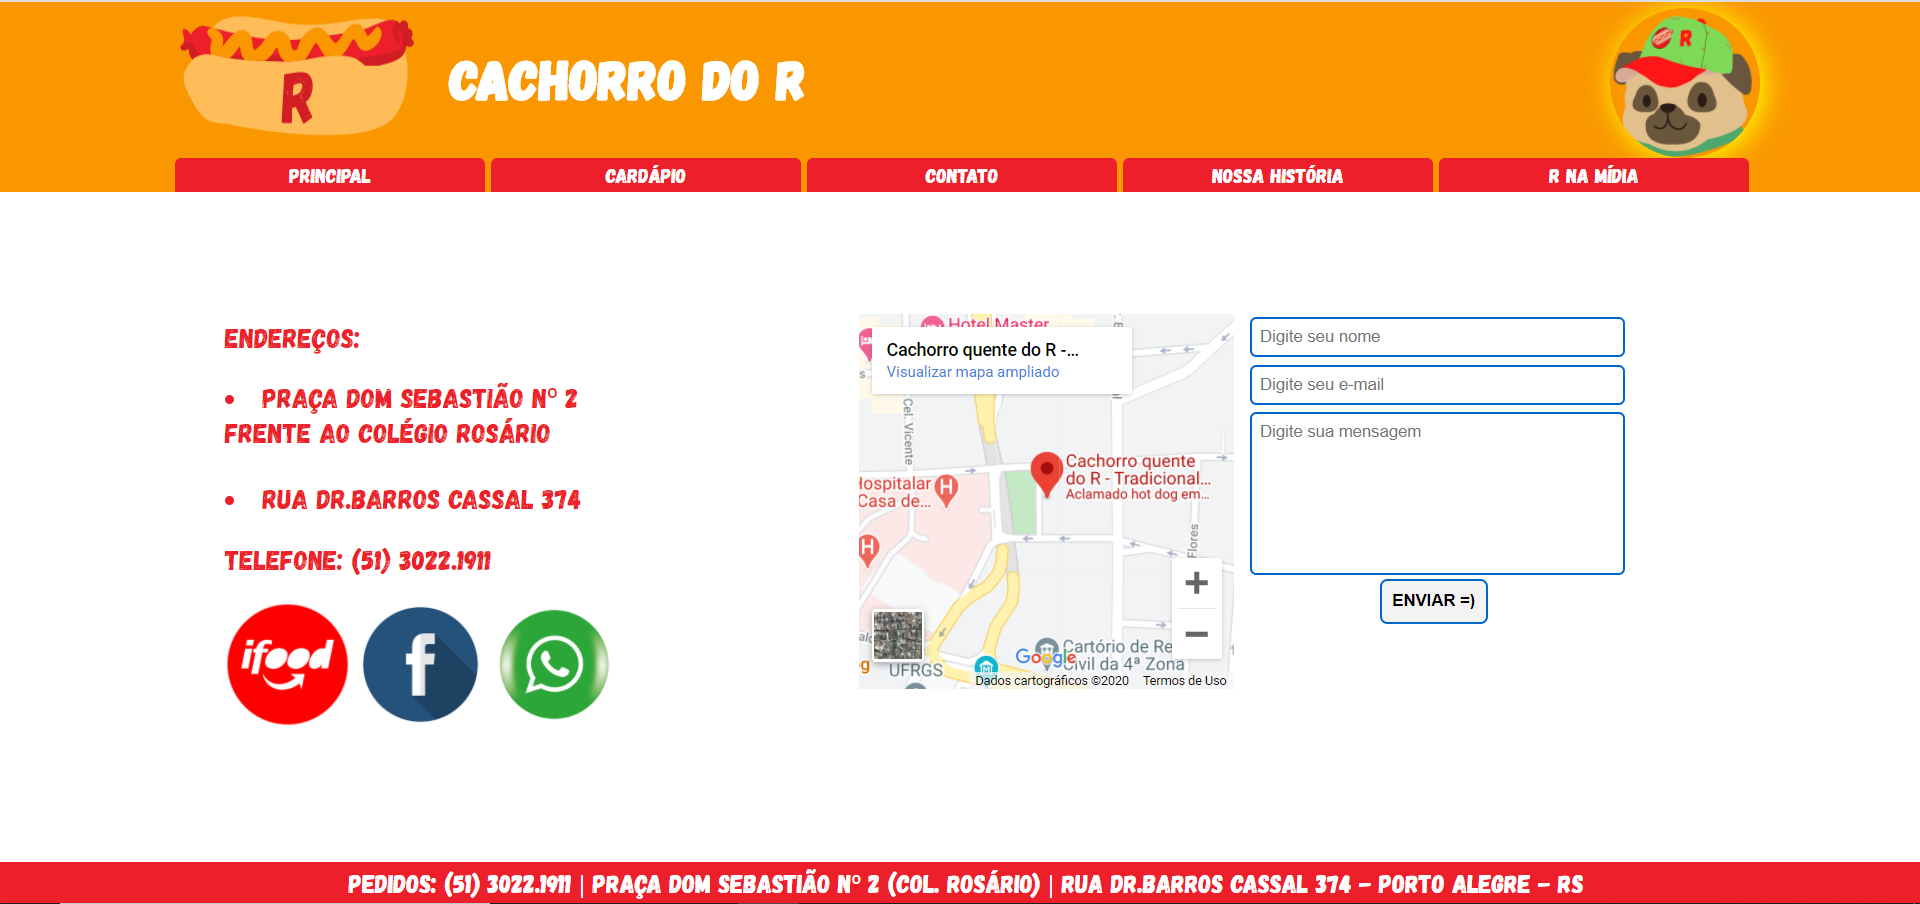 R
CACHORRO DO R
R
PRINCIPAL
CARDÁPIO
CONTATO
NOSSA HISTÓRIA
R NA MÍDIA
ENDEREÇOS:
• PRAÇA DOM SEBASTIÃO Nº 2
FRENTE AO COLÉGIO ROSÁRIO
• RUA DR.BARROS CASSAL 374
TELEFONE: (51) 3022.1911
ifood
f
Hotel Master
Cachorro quente do R -...
Visualizar mapa ampliado
Cel. Vicente
Cachorro quente
do R - Tradicional...
Aclamado hot dog em...
Hospitalar
Casa de...
H
H
Flores
+
−
Cartório de Re
Civil da 4ª Zona
Google
UFRGS
Dados cartográficos ©2020
Termos de Uso
Digite seu nome
Digite seu e-mail
Digite sua mensagem
ENVIAR =)
PEDIDOS: (51) 3022.1911 | PRAÇA DOM SEBASTIÃO Nº 2 (COL. ROSÁRIO) | RUA DR.BARROS CASSAL 374 – PORTO ALEGRE – RS